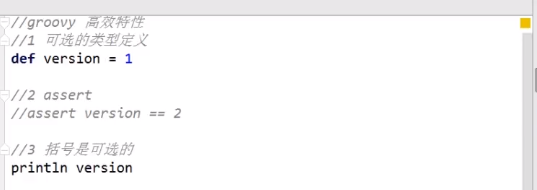 //groovy 高效特性
//1 可选的类型定义
def version = 1
//2 assert
//assert version == 2
//3 括号是可选的
println version